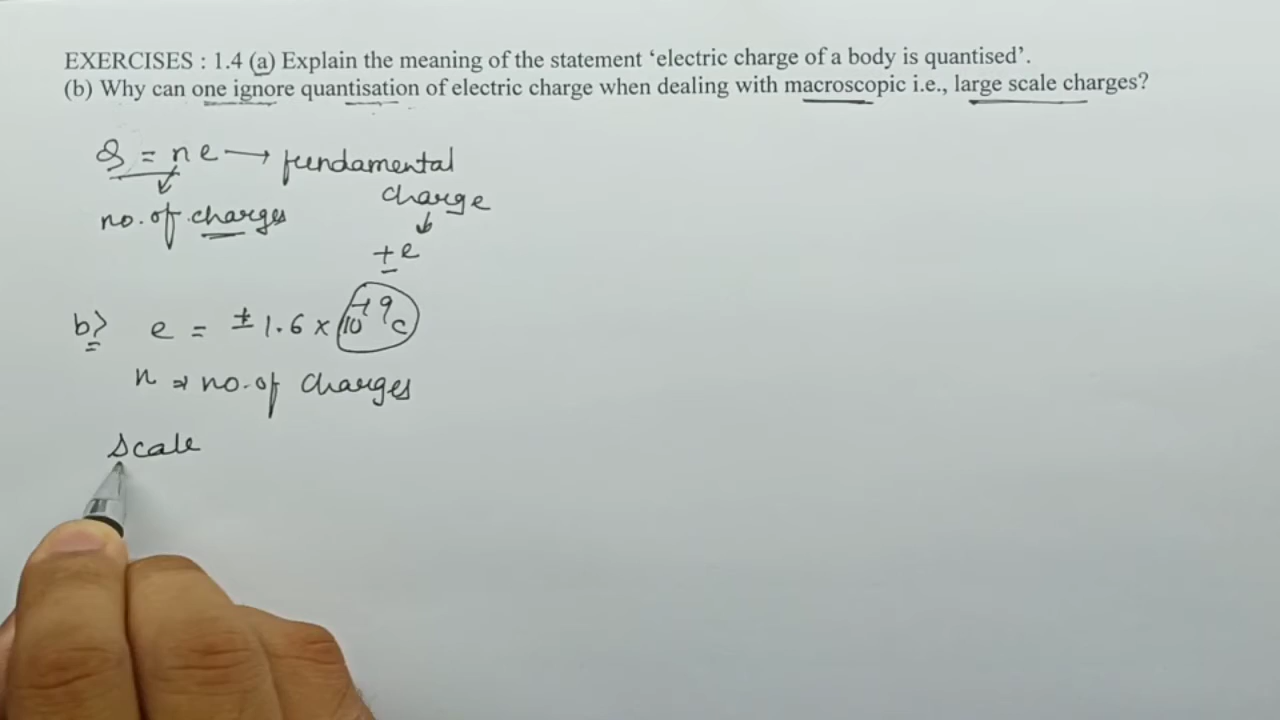 EXERCISES : 1.4 (a) Explain the meaning of the statement ‘electric charge of a body is quantised’.
(b) Why can one ignore quantisation of electric charge when dealing with macroscopic i.e., large scale charges?
Q = n e → fundamental
charge
no. of charges
+e
b) e = ± 1.6 × 10⁻¹⁹ C
n → no. of charges
Scale